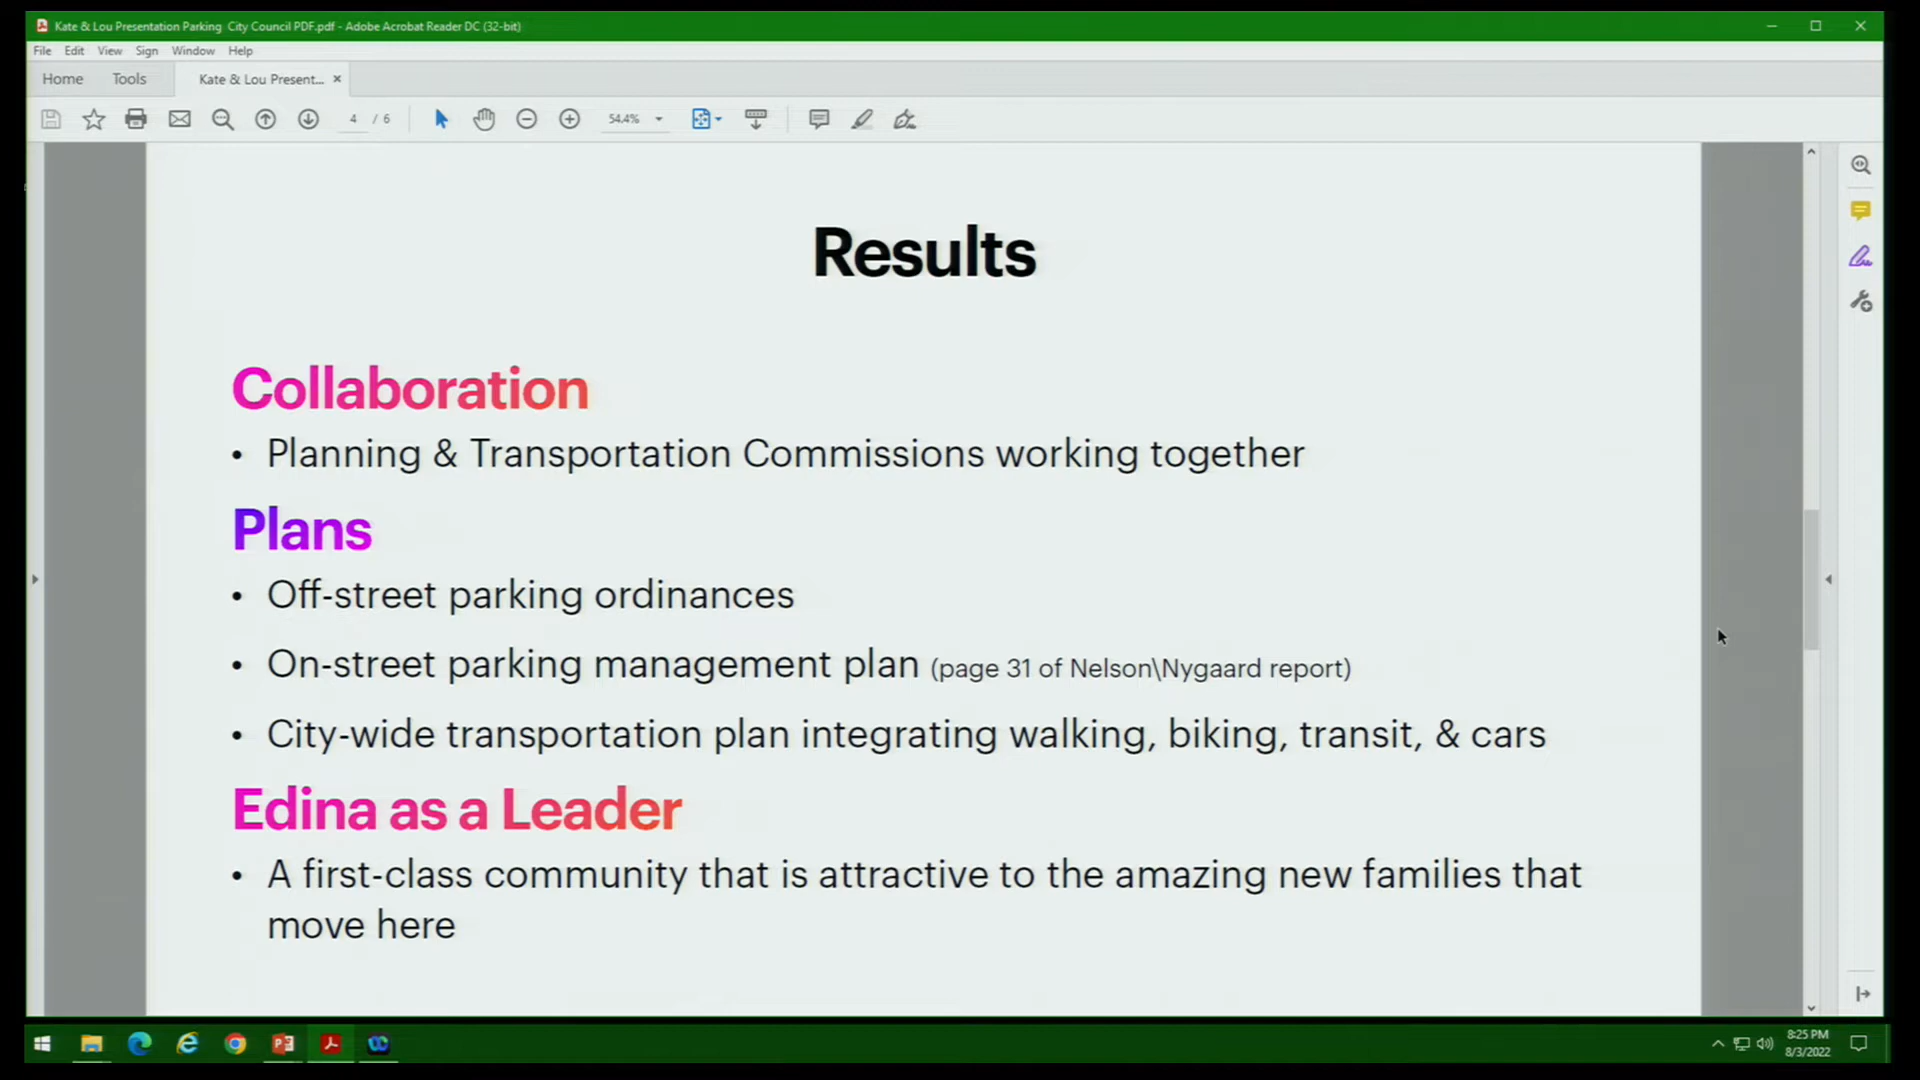 Kate & Lou Presentation Parking City Council PDF.pdf - Adobe Acrobat Reader DC (32-bit)
File Edit View Sign Window Help
Home Tools Kate & Lou Present... ×
4 / 6 54.4%
Results
Collaboration
• Planning & Transportation Commissions working together
Plans
• Off-street parking ordinances
• On-street parking management plan (page 31 of Nelson\Nygaard report)
• City-wide transportation plan integrating walking, biking, transit, & cars
Edina as a Leader
• A first-class community that is attractive to the amazing new families that
move here
8:25 PM
8/3/2022